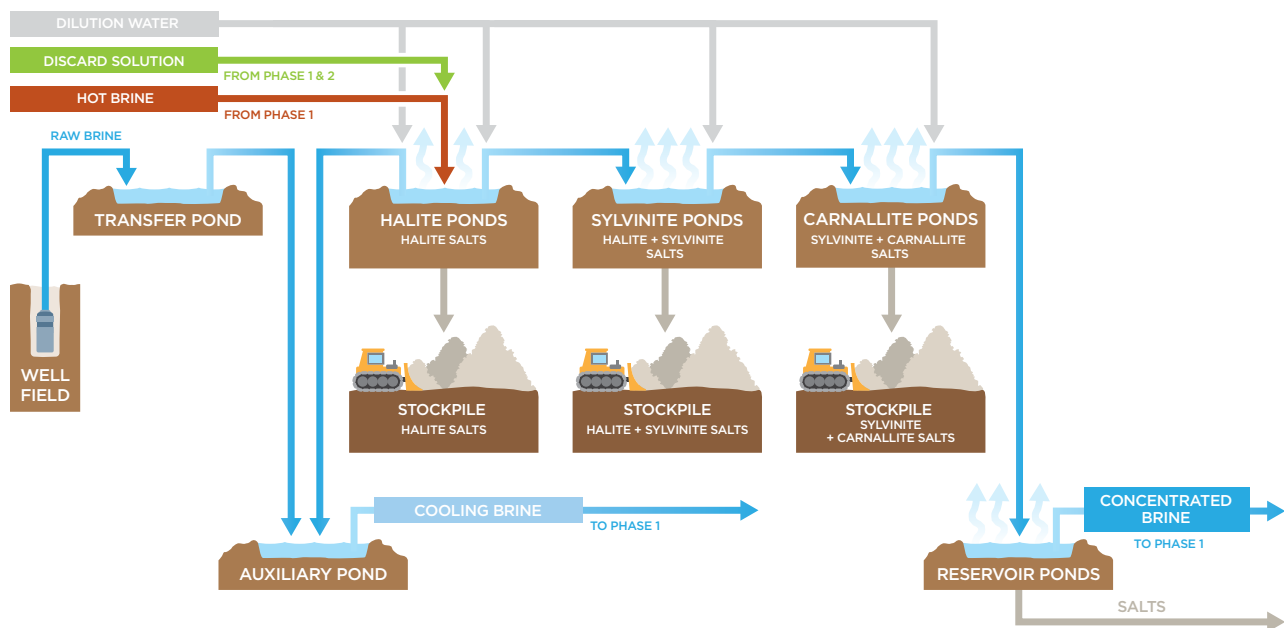 DILUTION WATER
DISCARD SOLUTION
FROM PHASE 1 & 2
HOT BRINE
FROM PHASE 1
RAW BRINE
TRANSFER POND
HALITE PONDS
HALITE SALTS
SYLVINITE PONDS
HALITE + SYLVINITE
SALTS
CARNALLITE PONDS
SYLVINITE + CARNALLITE
SALTS
WELL
FIELD
STOCKPILE
HALITE SALTS
STOCKPILE
HALITE + SYLVINITE SALTS
STOCKPILE
SYLVINITE
+ CARNALLITE SALTS
COOLING BRINE
TO PHASE 1
CONCENTRATED
BRINE
TO PHASE 1
AUXILIARY POND
RESERVOIR PONDS
SALTS